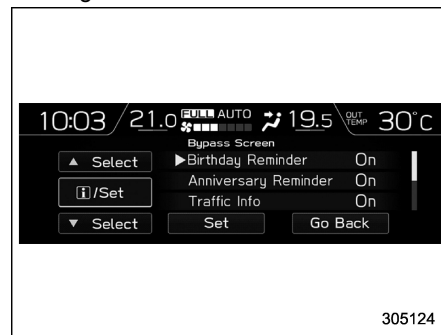 10:03 21.0 FULL AUTO 19.5 OUT TEMP 30°C
Bypass Screen
▲ Select ▶Birthday Reminder On
Anniversary Reminder On
i/Set
Traffic Info On
▼ Select Set Go Back
305124